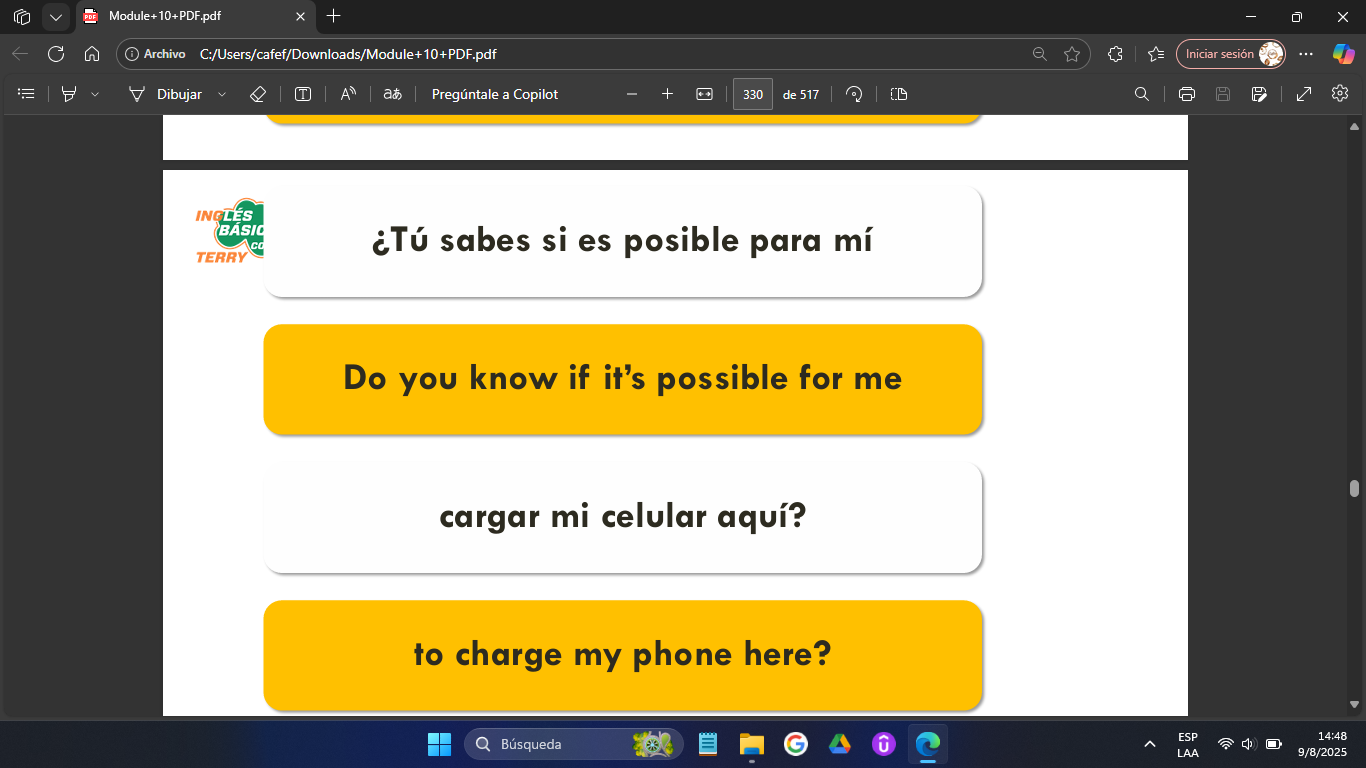 Module+10+PDF.pdf
Archivo C:/Users/cafef/Downloads/Module+10+PDF.pdf
Iniciar sesión
Dibujar
Pregúntale a Copilot
330 de 517
INGLÉS
BÁSIC
CO
TERRY
¿Tú sabes si es posible para mí
Do you know if it’s possible for me
cargar mi celular aquí?
to charge my phone here?
Búsqueda
ESP
LAA
14:48
9/8/2025